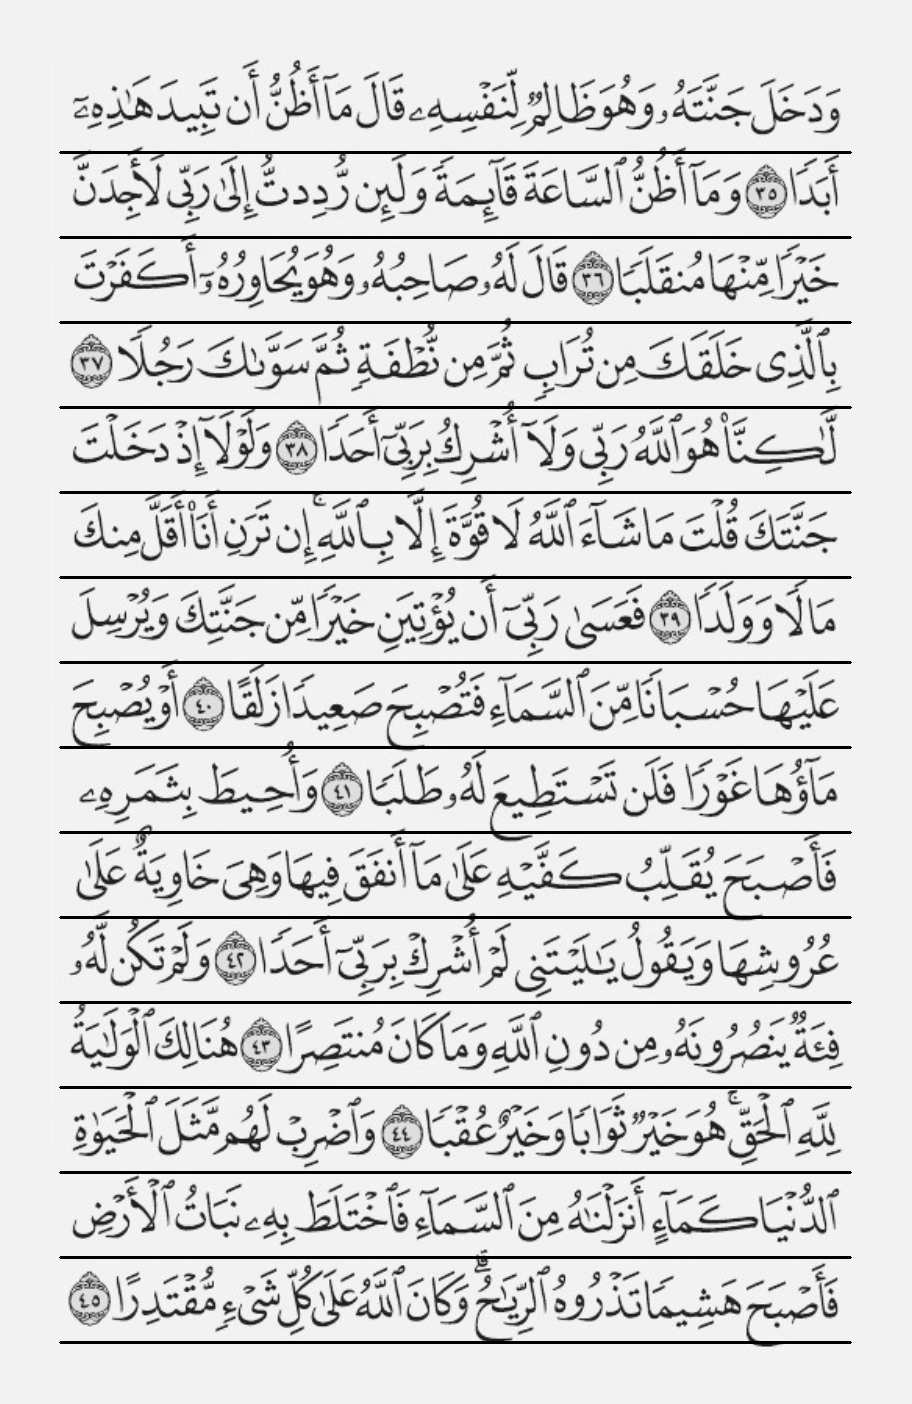 وَدَخَلَ جَنَّتَهُۥ وَهُوَ ظَالِمٌ لِّنَفْسِهِۦ قَالَ مَآ أَظُنُّ أَن تَبِيدَ هَٰذِهِۦٓ
أَبَدًا ٣٥ وَمَآ أَظُنُّ ٱلسَّاعَةَ قَآئِمَةً وَلَئِن رُّدِدتُّ إِلَىٰ رَبِّى لَأَجِدَنَّ
خَيْرًا مِّنْهَا مُنقَلَبًا ٣٦ قَالَ لَهُۥ صَاحِبُهُۥ وَهُوَ يُحَاوِرُهُۥٓ أَكَفَرْتَ
بِٱلَّذِى خَلَقَكَ مِن تُرَابٍ ثُمَّ مِن نُّطْفَةٍ ثُمَّ سَوَّىٰكَ رَجُلًا ٣٧
لَّٰكِنَّا۠ هُوَ ٱللَّهُ رَبِّى وَلَآ أُشْرِكُ بِرَبِّىٓ أَحَدًا ٣٨ وَلَوْلَآ إِذْ دَخَلْتَ
جَنَّتَكَ قُلْتَ مَا شَآءَ ٱللَّهُ لَا قُوَّةَ إِلَّا بِٱللَّهِ ۚ إِن تَرَنِ أَنَا۠ أَقَلَّ مِنكَ
مَالًا وَوَلَدًا ٣٩ فَعَسَىٰ رَبِّىٓ أَن يُؤْتِيَنِ خَيْرًا مِّن جَنَّتِكَ وَيُرْسِلَ
عَلَيْهَا حُسْبَانًا مِّنَ ٱلسَّمَآءِ فَتُصْبِحَ صَعِيدًا زَلَقًا ٤٠ أَوْ يُصْبِحَ
مَآؤُهَا غَوْرًا فَلَن تَسْتَطِيعَ لَهُۥ طَلَبًا ٤١ وَأُحِيطَ بِثَمَرِهِۦ
فَأَصْبَحَ يُقَلِّبُ كَفَّيْهِ عَلَىٰ مَآ أَنفَقَ فِيهَا وَهِىَ خَاوِيَةٌ عَلَىٰ
عُرُوشِهَا وَيَقُولُ يَٰلَيْتَنِى لَمْ أُشْرِكْ بِرَبِّىٓ أَحَدًا ٤٢ وَلَمْ تَكُن لَّهُۥ
فِئَةٌ يَنصُرُونَهُۥ مِن دُونِ ٱللَّهِ وَمَا كَانَ مُنتَصِرًا ٤٣ هُنَالِكَ ٱلْوَلَٰيَةُ
لِلَّهِ ٱلْحَقِّ ۚ هُوَ خَيْرٌ ثَوَابًا وَخَيْرٌ عُقْبًا ٤٤ وَٱضْرِبْ لَهُم مَّثَلَ ٱلْحَيَوٰةِ
ٱلدُّنْيَا كَمَآءٍ أَنزَلْنَٰهُ مِنَ ٱلسَّمَآءِ فَٱخْتَلَطَ بِهِۦ نَبَاتُ ٱلْأَرْضِ
فَأَصْبَحَ هَشِيمًا تَذْرُوهُ ٱلرِّيَٰحُ ۗ وَكَانَ ٱللَّهُ عَلَىٰ كُلِّ شَىْءٍ مُّقْتَدِرًا ٤٥